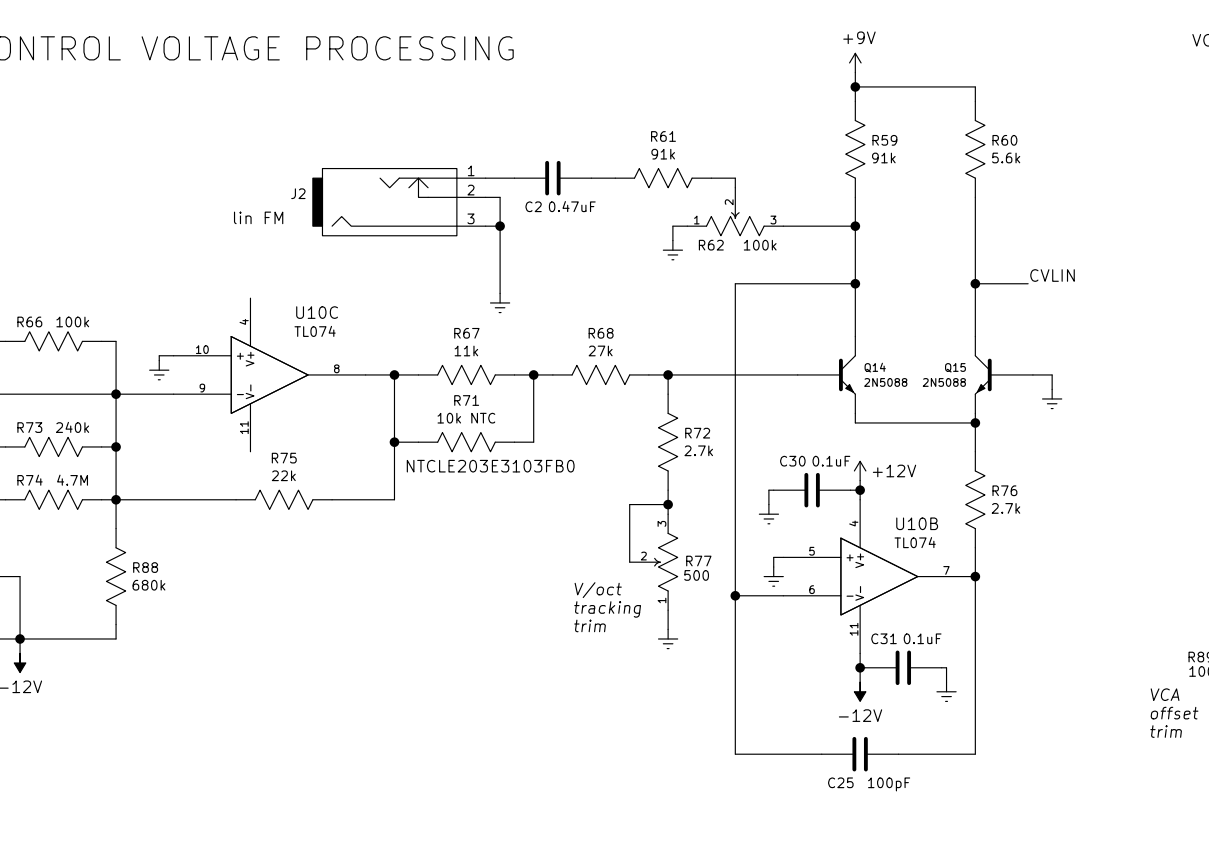 ONTROL VOLTAGE PROCESSING
+9V
VC
R61
91k
R59
91k
R60
5.6k
J2
1
2
3
C2 0.47uF
lin FM
2
1
3
R62 100k
CVLIN
R66 100k
4
U10C
TL074
10
+
V+
8
9
−
V-
11
R67
11k
R68
27k
Q14
2N5088
Q15
2N5088
R71
10k NTC
NTCLE203E3103FB0
R73 240k
R72
2.7k
R75
22k
R74 4.7M
C30 0.1uF
+12V
R76
2.7k
4
U10B
TL074
5
+
V+
7
6
−
V-
11
3
2
1
R77
500
V/oct
tracking
trim
R88
680k
C31 0.1uF
−12V
−12V
R89
100
VCA
offset
trim
C25 100pF